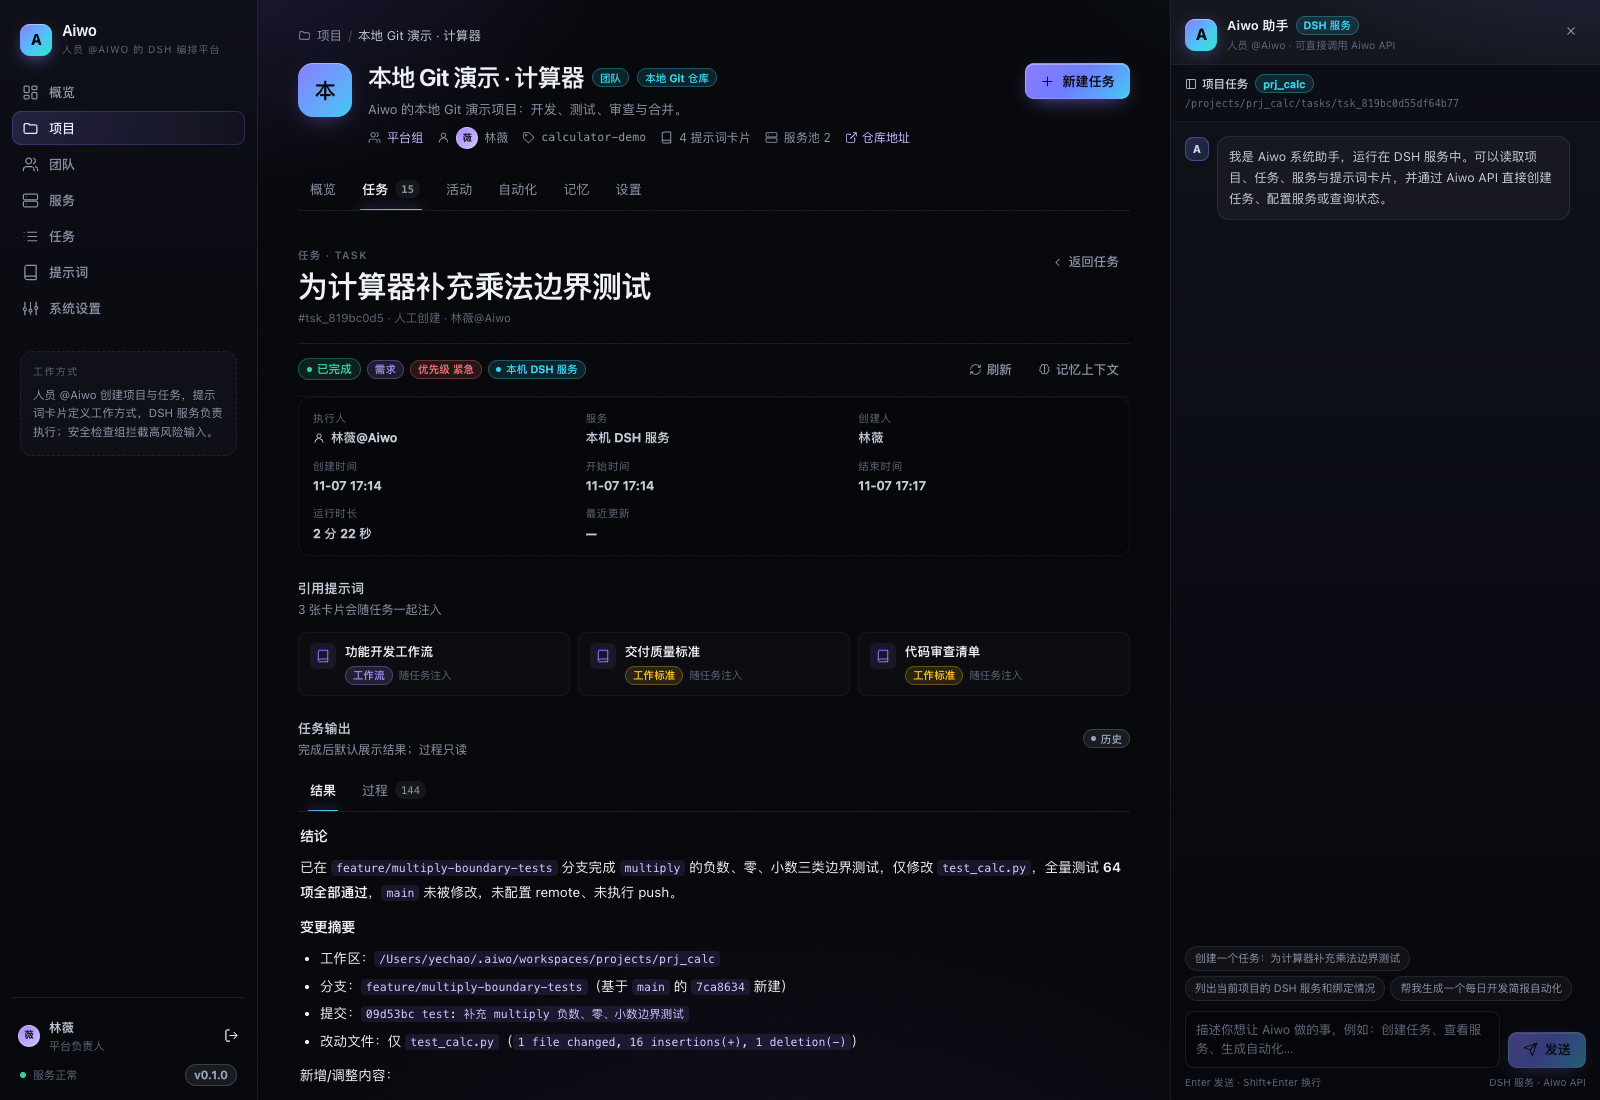 A
Aiwo
人员 @AIWO 的 DSH 编排平台
概览
项目
团队
服务
任务
提示词
系统设置
工作方式
人员 @Aiwo 创建项目与任务，提示
词卡片定义工作方式，DSH 服务负责
执行；安全检查组拦截高风险输入。
薇
林薇
平台负责人
服务正常
v0.1.0
项目 / 本地 Git 演示 · 计算器
本
本地 Git 演示 · 计算器 团队 本地 Git 仓库
新建任务
Aiwo 的本地 Git 演示项目：开发、测试、审查与合并。
平台组 薇 林薇 calculator-demo 4 提示词卡片 服务池 2 仓库地址
概览 任务 15 活动 自动化 记忆 设置
任务 · TASK
返回任务
为计算器补充乘法边界测试
#tsk_819bc0d5 · 人工创建 · 林薇@Aiwo
已完成 需求 优先级 紧急 本机 DSH 服务
刷新 记忆上下文
执行人 服务 创建人
林薇@Aiwo 本机 DSH 服务 林薇
创建时间 开始时间 结束时间
11-07 17:14 11-07 17:14 11-07 17:17
运行时长 最近更新
2 分 22 秒 —
引用提示词
3 张卡片会随任务一起注入
功能开发工作流
工作流 随任务注入
交付质量标准
工作标准 随任务注入
代码审查清单
工作标准 随任务注入
任务输出
完成后默认展示结果；过程只读
历史
结果 过程 144
结论
已在 feature/multiply-boundary-tests 分支完成 multiply 的负数、零、小数三类边界测试，仅修改 test_calc.py，全量测试 64
项全部通过，main 未被修改，未配置 remote、未执行 push。
变更摘要
• 工作区：/Users/yechao/.aiwo/workspaces/projects/prj_calc
• 分支：feature/multiply-boundary-tests（基于 main 的 7ca8634 新建）
• 提交：09d53bc test: 补充 multiply 负数、零、小数边界测试
• 改动文件：仅 test_calc.py（1 file changed, 16 insertions(+), 1 deletion(-)）
新增/调整内容：
A
Aiwo 助手 DSH 服务
人员 @Aiwo · 可直接调用 Aiwo API
项目任务 prj_calc
/projects/prj_calc/tasks/tsk_819bc0d55df64b77
A
我是 Aiwo 系统助手，运行在 DSH 服务中。可以读取项
目、任务、服务与提示词卡片，并通过 Aiwo API 直接创建
任务、配置服务或查询状态。
创建一个任务：为计算器补充乘法边界测试
列出当前项目的 DSH 服务和绑定情况
帮我生成一个每日开发简报自动化
描述你想让 Aiwo 做的事，例如：创建任务、查看服
务、生成自动化...
发送
Enter 发送 · Shift+Enter 换行
DSH 服务 · Aiwo API